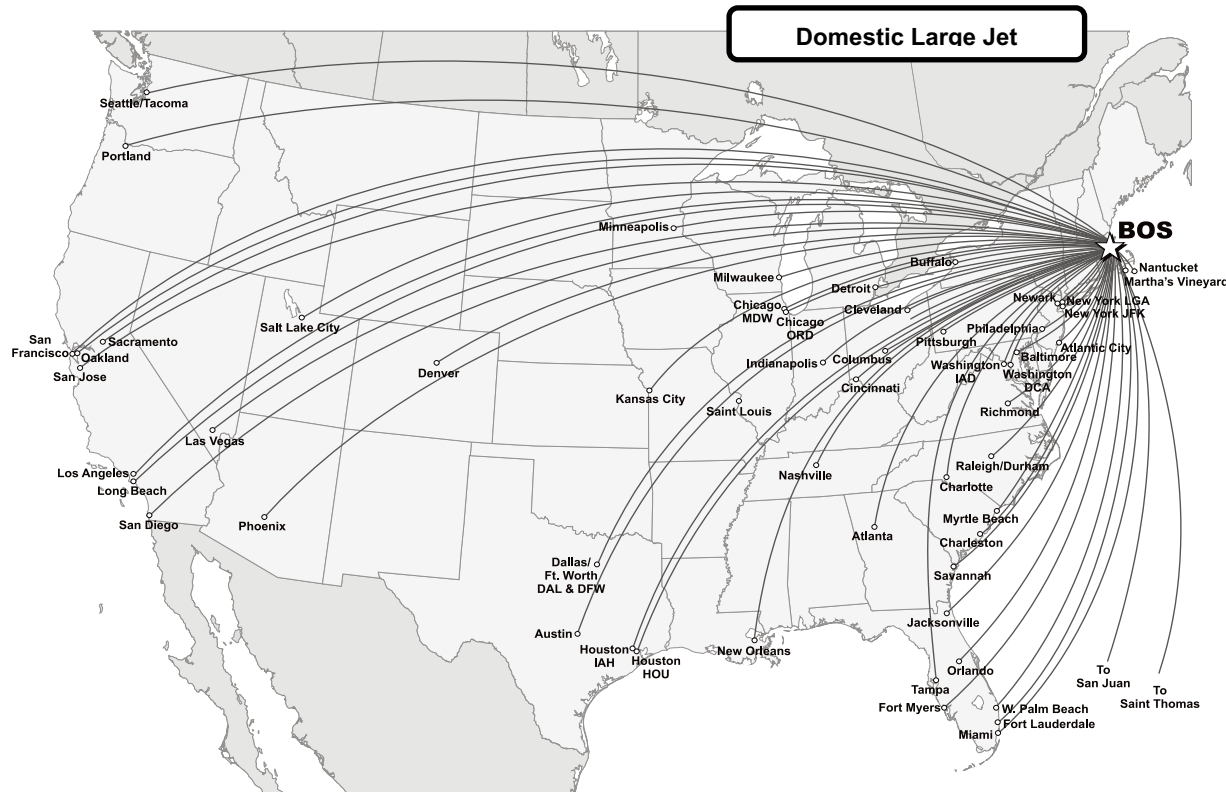 Domestic Large Jet
Seattle/Tacoma
Portland
Minneapolis
BOS
Buffalo
Nantucket
Martha's Vineyard
Milwaukee
Detroit
Newark
New York LGA
New York JFK
Chicago
MDW
Chicago
ORD
Cleveland
Salt Lake City
Philadelphia
Pittsburgh
Atlantic City
San
Francisco
Sacramento
Oakland
San Jose
Denver
Indianapolis
Columbus
Baltimore
Washington
IAD
Washington
DCA
Cincinnati
Kansas City
Saint Louis
Richmond
Las Vegas
Los Angeles
Long Beach
Nashville
Raleigh/Durham
Charlotte
San Diego
Phoenix
Myrtle Beach
Atlanta
Charleston
Dallas/
Ft. Worth
DAL & DFW
Savannah
Jacksonville
Austin
Houston
IAH
Houston
HOU
New Orleans
Orlando
To
San Juan
Tampa
To
Saint Thomas
Fort Myers
W. Palm Beach
Fort Lauderdale
Miami